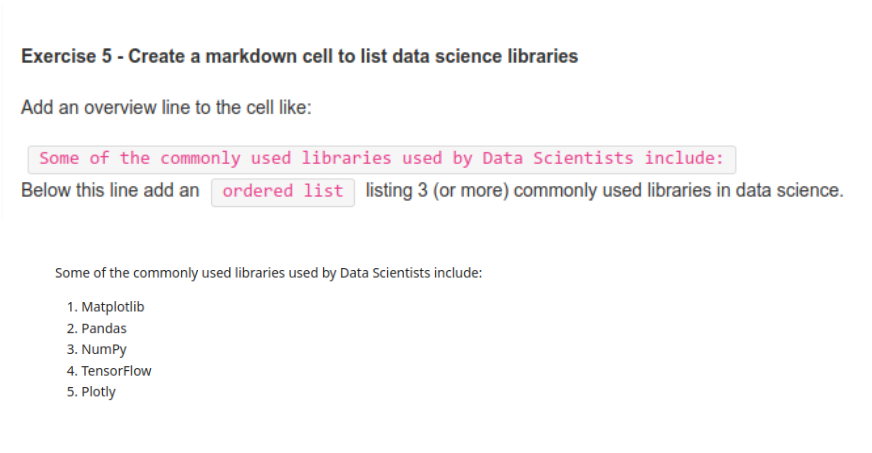 Exercise 5 - Create a markdown cell to list data science libraries
Add an overview line to the cell like:
Some of the commonly used libraries used by Data Scientists include:
Below this line add an ordered list listing 3 (or more) commonly used libraries in data science.
Some of the commonly used libraries used by Data Scientists include:
1. Matplotlib
2. Pandas
3. NumPy
4. TensorFlow
5. Plotly